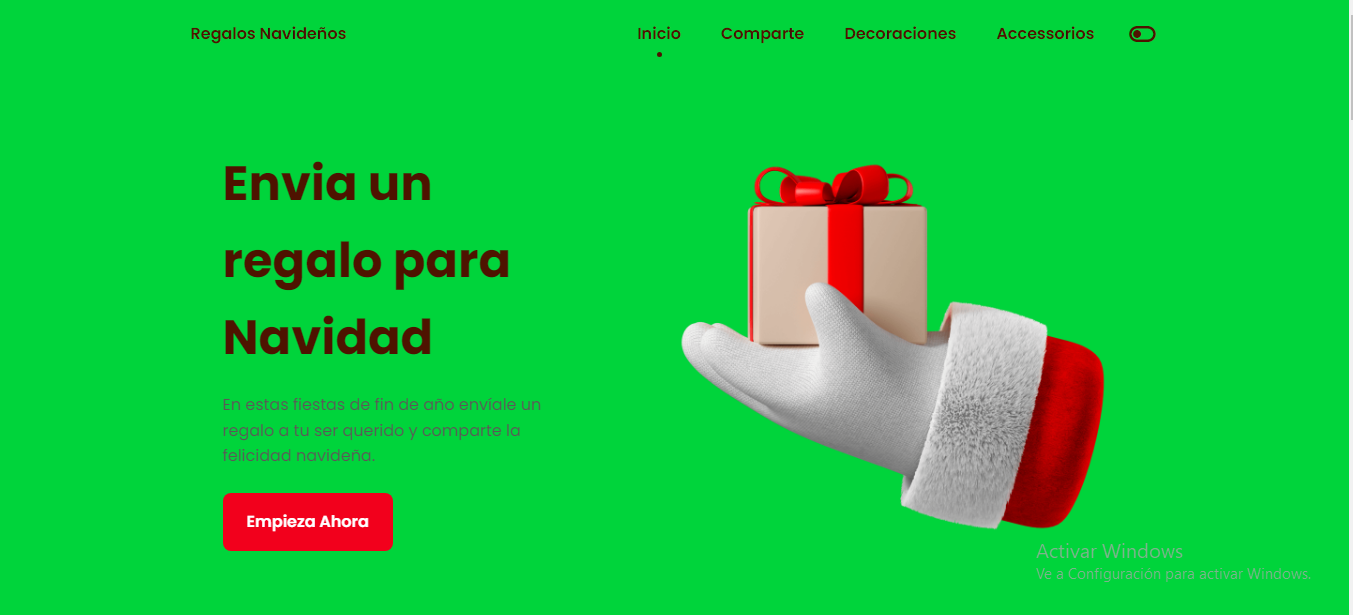 Regalos Navideños
Inicio
Comparte
Decoraciones
Accessorios
Envia un
regalo para
Navidad
En estas fiestas de fin de año envíale un
regalo a tu ser querido y comparte la
felicidad navideña.
Empieza Ahora
Activar Windows
Ve a Configuración para activar Windows.